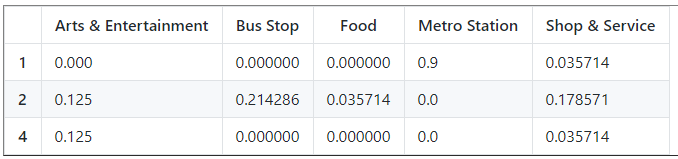 Arts & Entertainment Bus Stop Food Metro Station Shop & Service
1 0.000 0.000000 0.000000 0.9 0.035714
2 0.125 0.214286 0.035714 0.0 0.178571
4 0.125 0.000000 0.000000 0.0 0.035714